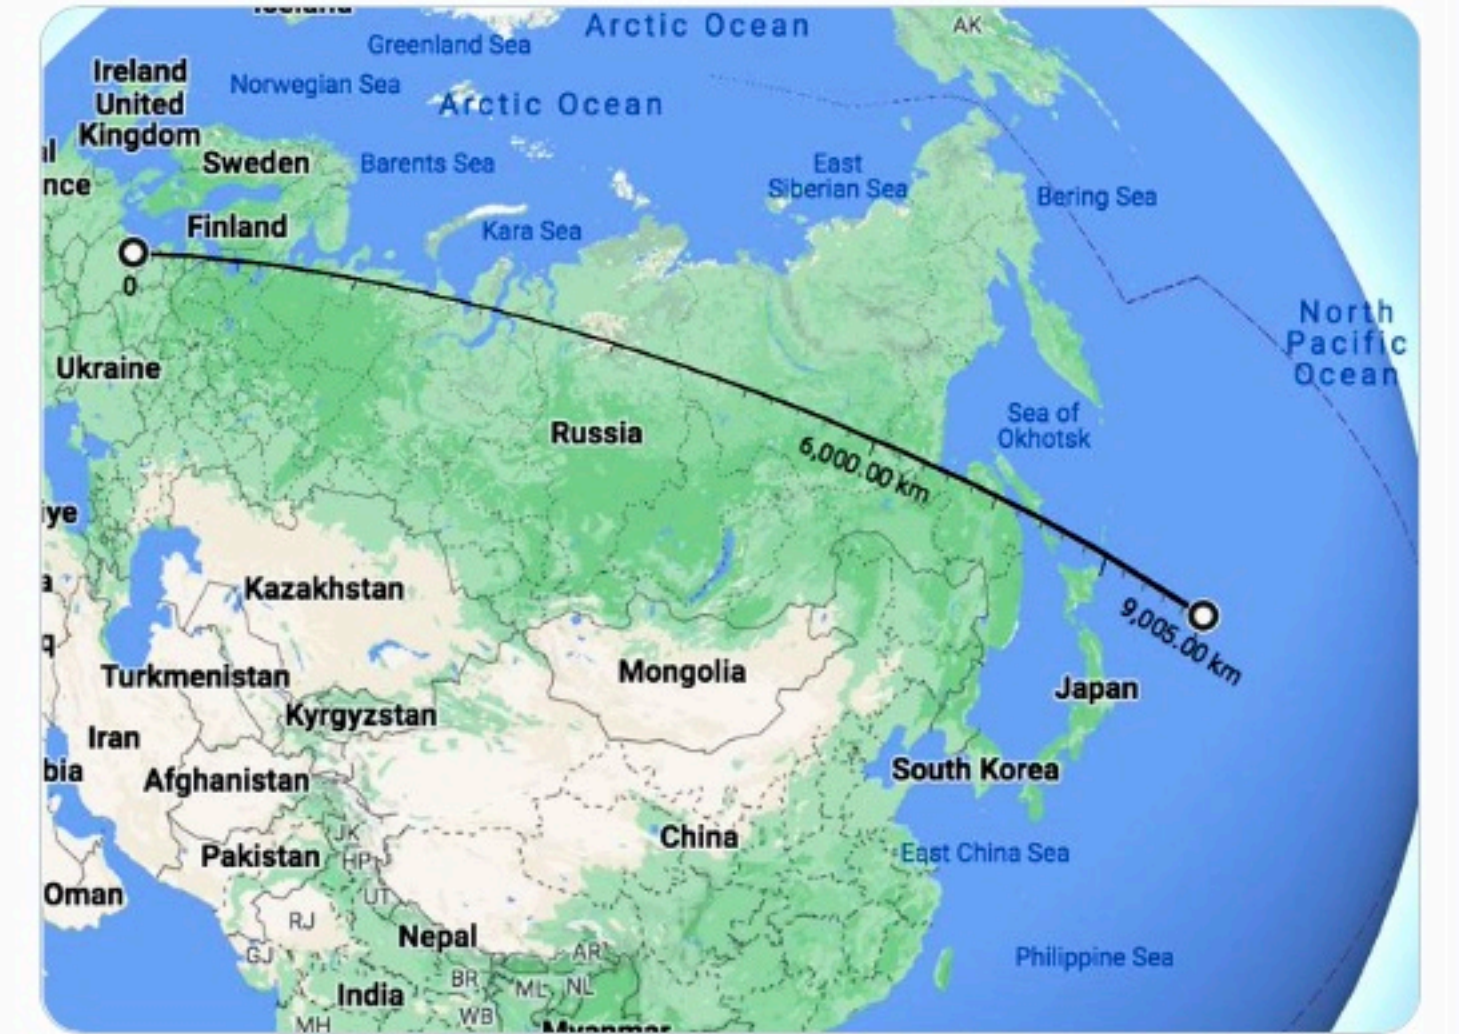 Arctic Ocean
AK
Greenland Sea
Ireland
United
Kingdom
Norwegian Sea
Arctic Ocean
nce
Sweden
Barents Sea
East
Siberian Sea
Bering Sea
Finland
Kara Sea
0
North
Pacific
Ocean
Ukraine
Sea of
Okhotsk
Russia
6,000.00 km
iye
Kazakhstan
9,005.00 km
Turkmenistan
Mongolia
Japan
Kyrgyzstan
Iran
bia
Afghanistan
South Korea
JK
China
Pakistan
HP
East China Sea
Oman
UT
RJ
Nepal
GJ
AR
Philippine Sea
BR
ML
NL
India
WB
MH